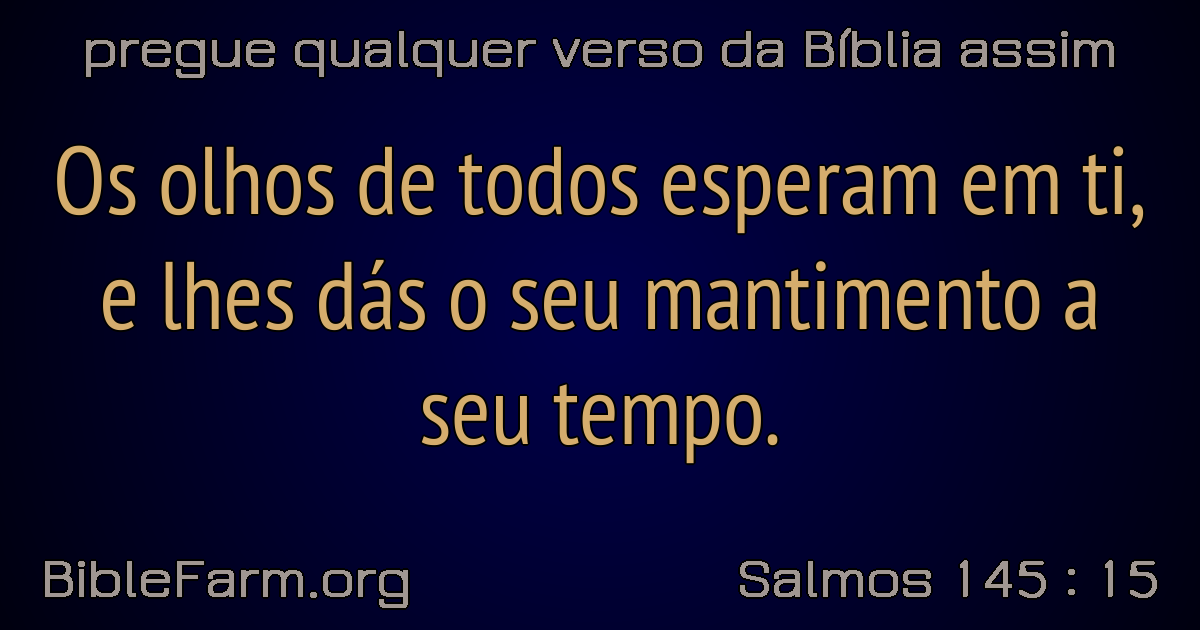 pregue qualquer verso da Bíblia assim
Os olhos de todos esperam em ti,
e lhes dás o seu mantimento a
seu tempo.
BibleFarm.org
Salmos 145 : 15